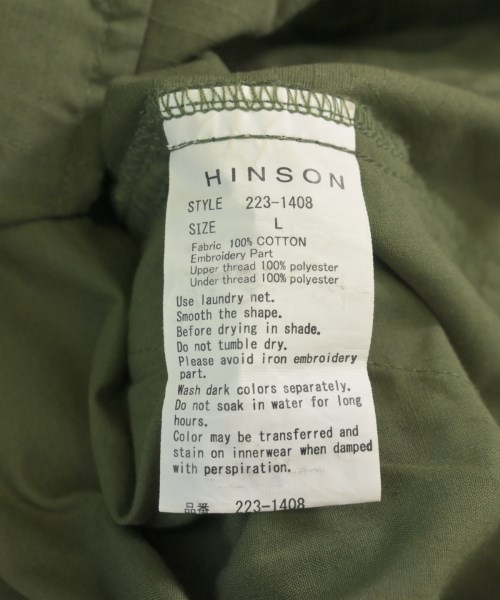 HINSON
STYLE 223-1408
SIZE L
Fabric 100% COTTON
Embroidery Part
Upper thread 100% polyester
Under thread 100% polyester
Use laundry net.
Smooth the shape.
Before drying in shade.
Do not tumble dry.
Please avoid iron embroidery
part.
Wash dark colors separately.
Do not soak in water for long
hours.
Color may be transferred and
stain on innerwear when damped
with perspiration.
品番 223-1408